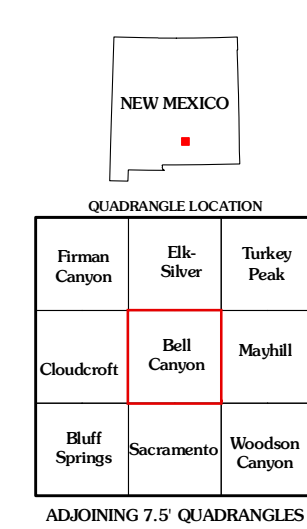 NEW MEXICO
QUADRANGLE LOCATION
Firman
Canyon
Elk-
Silver
Turkey
Peak
Cloudcroft
Bell
Canyon
Mayhill
Bluff
Springs
Sacramento
Woodson
Canyon
ADJOINING 7.5' QUADRANGLES